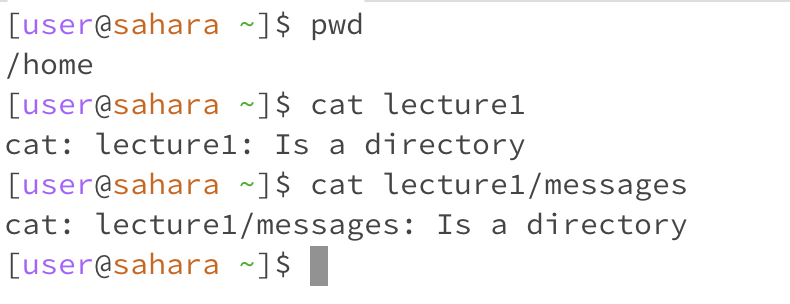 [user@sahara ~]$ pwd
/home
[user@sahara ~]$ cat lecture1
cat: lecture1: Is a directory
[user@sahara ~]$ cat lecture1/messages
cat: lecture1/messages: Is a directory
[user@sahara ~]$